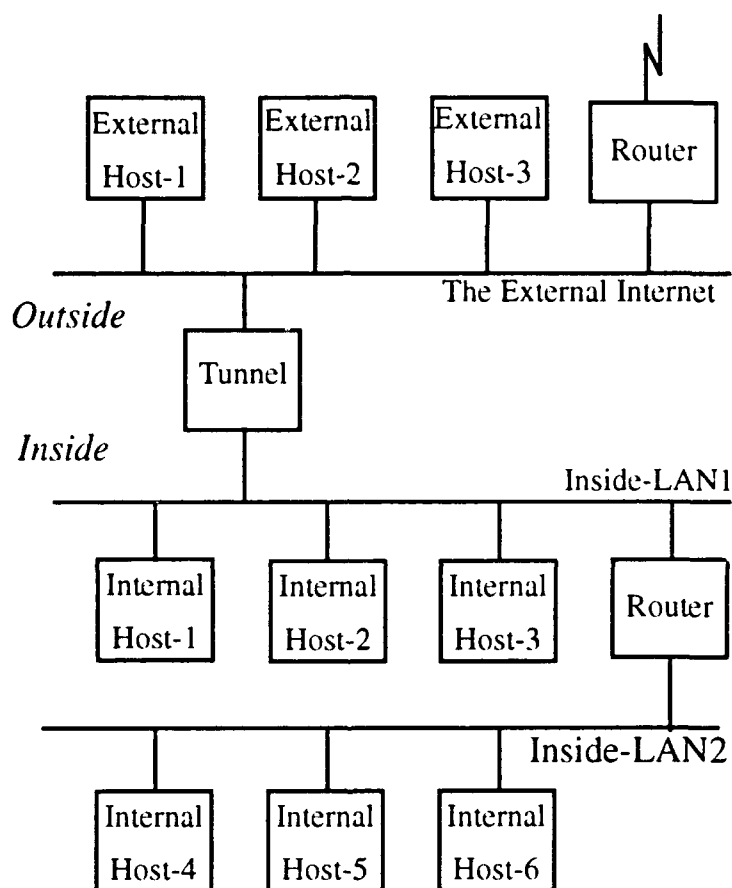 External
Host-1
External
Host-2
External
Host-3
Router
The External Internet
Outside
Tunnel
Inside
Inside-LAN1
Internal
Host-1
Internal
Host-2
Internal
Host-3
Router
Inside-LAN2
Internal
Host-4
Internal
Host-5
Internal
Host-6